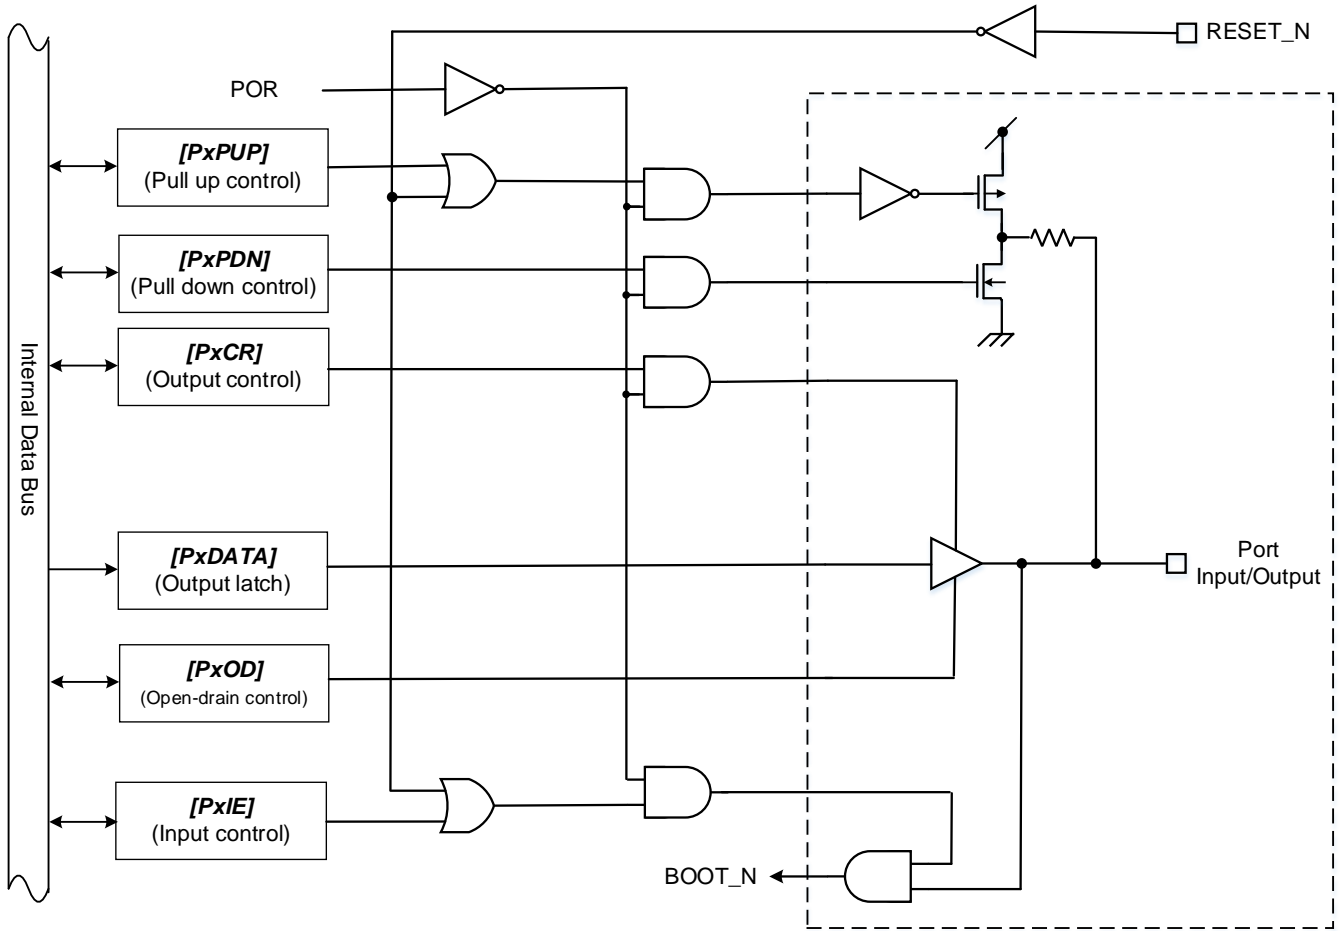 RESET_N
POR
[PxPUP]
(Pull up control)
[PxPDN]
(Pull down control)
[PxCR]
(Output control)
Internal Data Bus
[PxDATA]
(Output latch)
Port
Input/Output
[PxOD]
(Open-drain control)
[PxIE]
(Input control)
BOOT_N